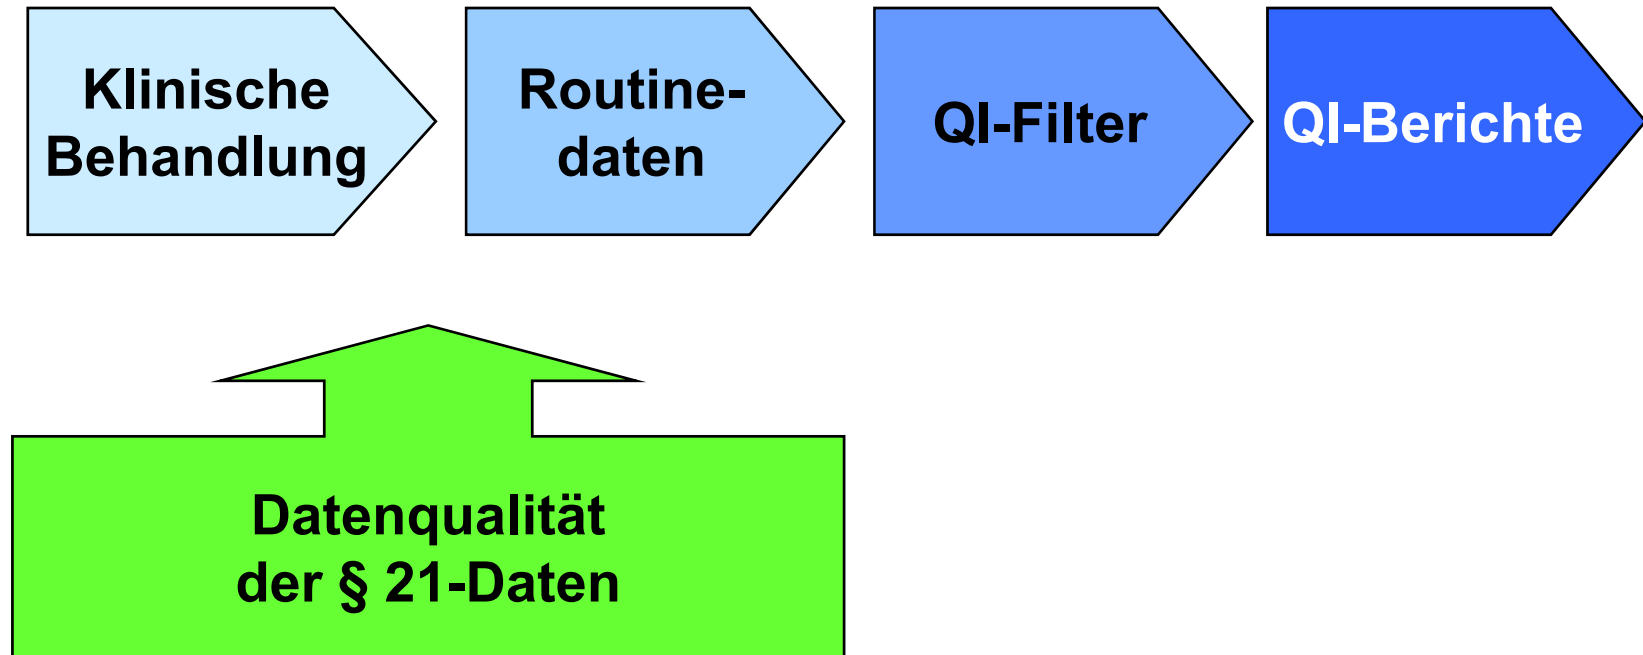 Klinische
Behandlung
Routine-
daten
QI-Filter
QI-Berichte
Datenqualität
der § 21-Daten